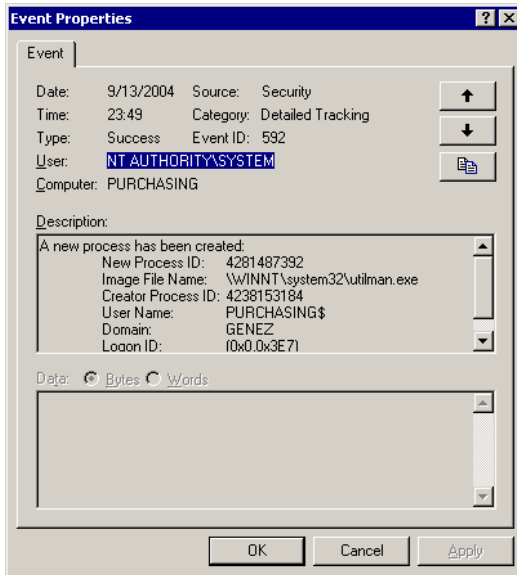 Event Properties
Event
Date: 9/13/2004 Source: Security
Time: 23:49 Category: Detailed Tracking
Type: Success Event ID: 592
User: NT AUTHORITY\SYSTEM
Computer: PURCHASING
Description:
A new process has been created:
New Process ID: 4281487392
Image File Name: \WINNT\system32\utilman.exe
Creator Process ID: 4238153184
User Name: PURCHASING$
Domain: GENEZ
Logon ID: (0x0,0x3E7)
Data: Bytes Words
OK Cancel Apply